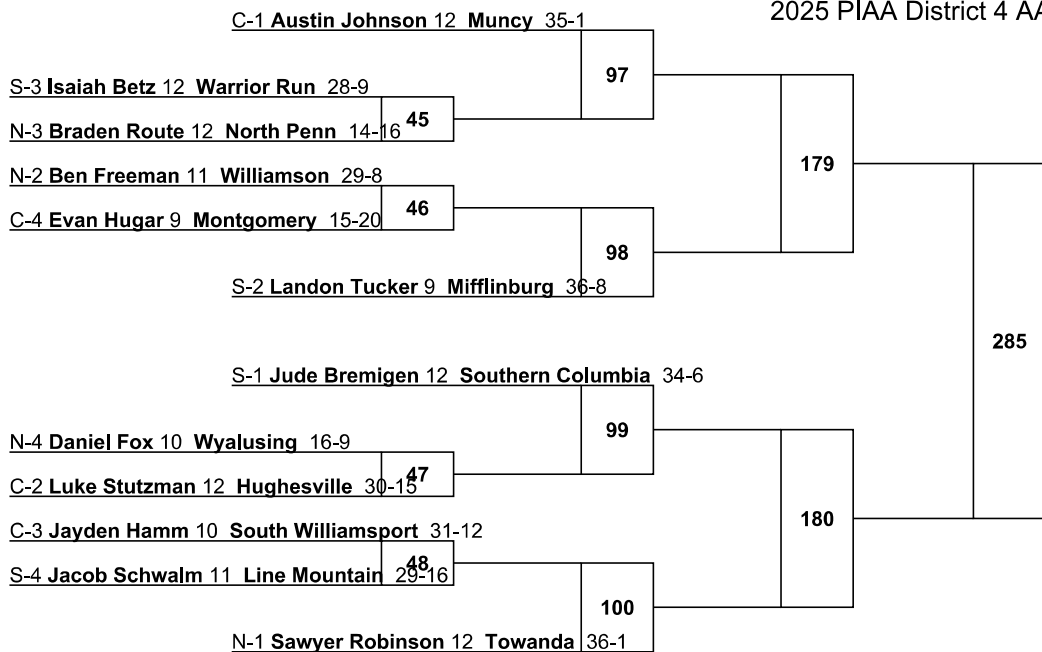 2025 PIAA District 4 AA
C-1 Austin Johnson 12 Muncy 35-1
97
S-3 Isaiah Betz 12 Warrior Run 28-9
45
N-3 Braden Route 12 North Penn 14-16
179
N-2 Ben Freeman 11 Williamson 29-8
46
C-4 Evan Hugar 9 Montgomery 15-20
98
S-2 Landon Tucker 9 Mifflinburg 36-8
285
S-1 Jude Bremigen 12 Southern Columbia 34-6
99
N-4 Daniel Fox 10 Wyalusing 16-9
47
C-2 Luke Stutzman 12 Hughesville 30-15
180
C-3 Jayden Hamm 10 South Williamsport 31-12
48
S-4 Jacob Schwalm 11 Line Mountain 29-16
100
N-1 Sawyer Robinson 12 Towanda 36-1